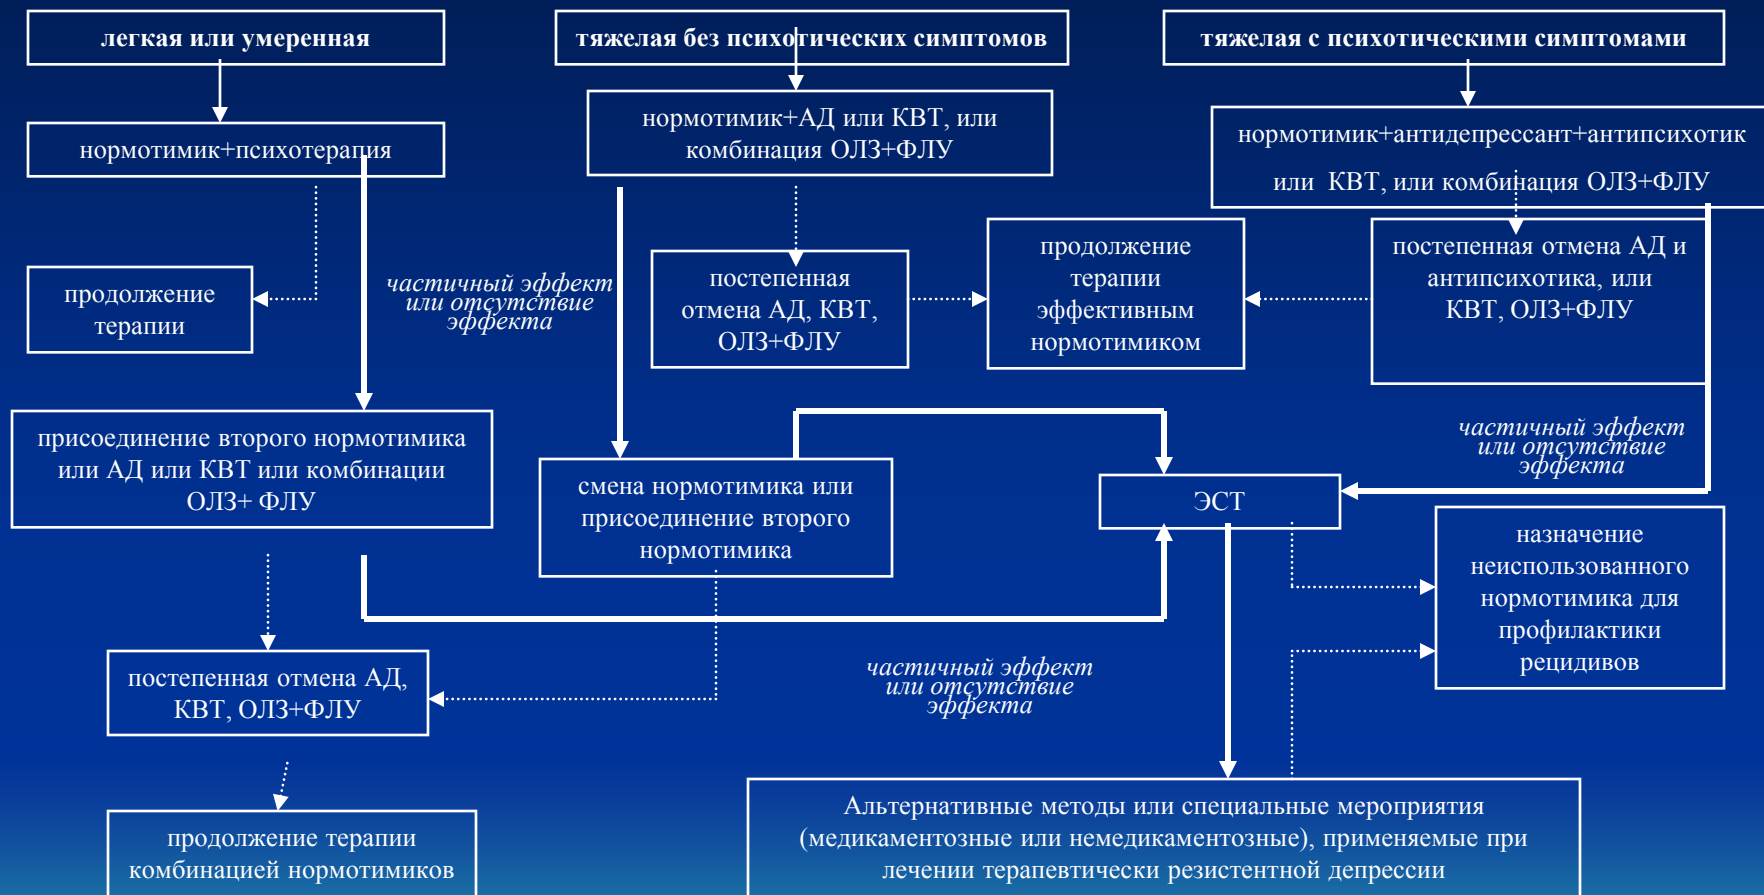 легкая или умеренная
тяжелая без психотических симптомов
тяжелая с психотическими симптомами
нормотимик+психотерапия
нормотимик+АД или КВТ, или
комбинация ОЛЗ+ФЛУ
нормотимик+антидепрессант+антипсихотик
или КВТ, или комбинация ОЛЗ+ФЛУ
продолжение
терапии
частичный эффект
или отсутствие
эффекта
постепенная
отмена АД, КВТ,
ОЛЗ+ФЛУ
продолжение
терапии
эффективным
нормотимиком
постепенная отмена АД и
антипсихотика, или
КВТ, ОЛЗ+ФЛУ
присоединение второго нормотимика
или АД или КВТ или комбинации
ОЛЗ+ ФЛУ
смена нормотимика или
присоединение второго
нормотимика
ЭСТ
частичный эффект
или отсутствие
эффекта
назначение
неиспользованного
нормотимика для
профилактики
рецидивов
постепенная отмена АД,
КВТ, ОЛЗ+ФЛУ
частичный эффект
или отсутствие
эффекта
продолжение терапии
комбинацией нормотимиков
Альтернативные методы или специальные мероприятия
(медикаментозные или немедикаментозные), применяемые при
лечении терапевтически резистентной депрессии